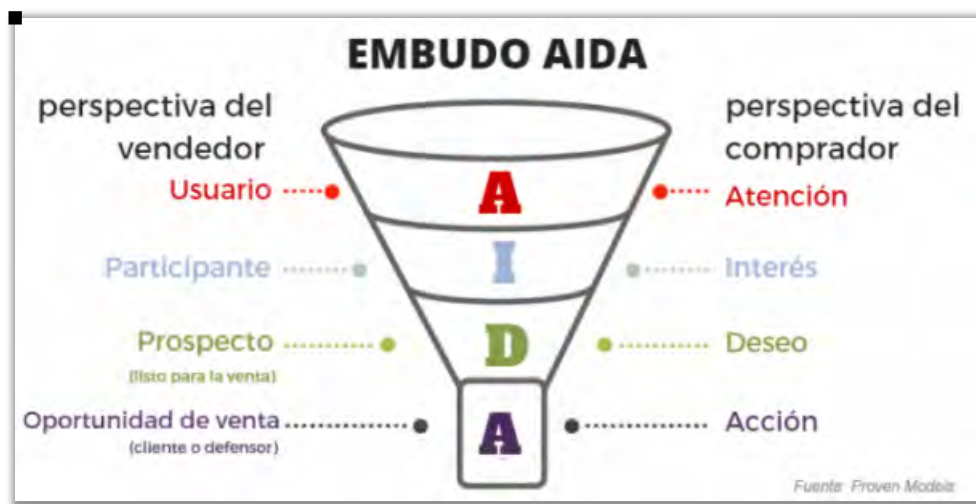 EMBUDO AIDA
perspectiva del
vendedor
perspectiva del
comprador
Usuario
A
Atención
Participante
I
Interés
Prospecto
(listo para la venta)
D
Deseo
Oportunidad de venta
(cliente o defensor)
A
Acción
Fuente: Proven Models